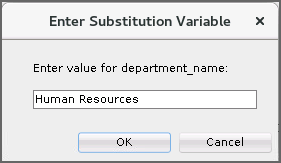 Enter Substitution Variable
Enter value for department_name:
Human Resources
OK Cancel